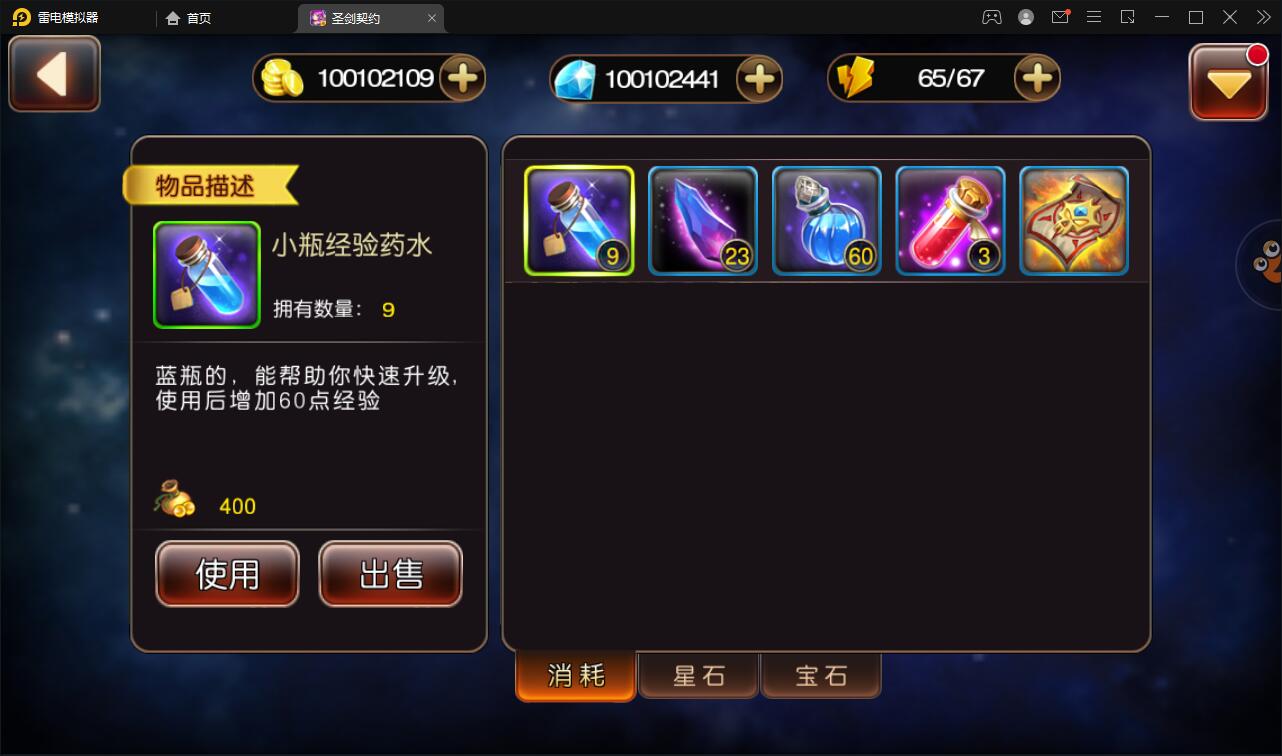 雷电模拟器
首页
圣剑契约
100102109
100102441
65/67
物品描述
小瓶经验药水
拥有数量： 9
蓝瓶的，能帮助你快速升级，
使用后增加60点经验
400
使用
出售
9
23
60
3
消耗
星石
宝石